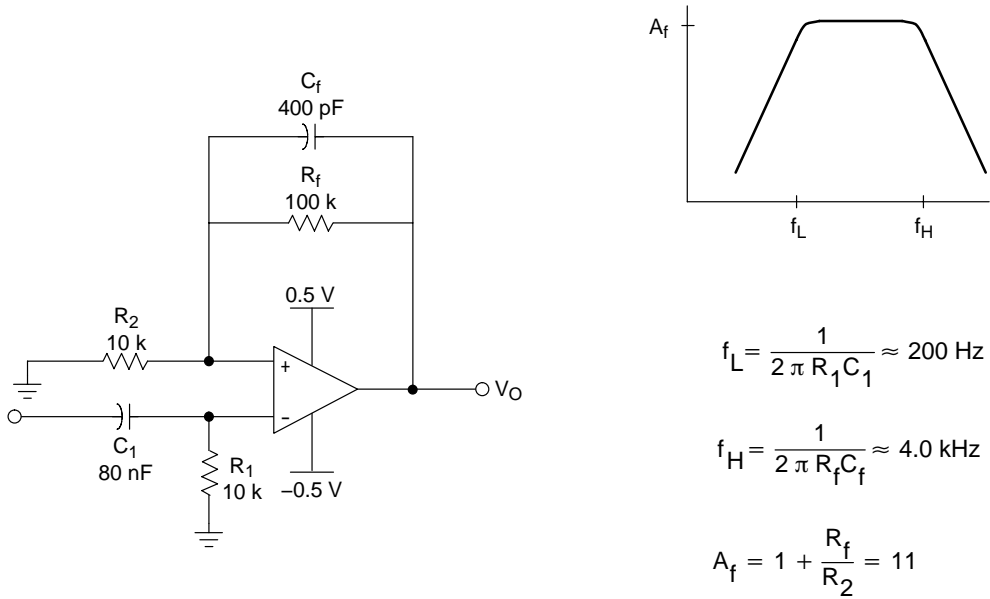 C_f
400 pF
R_f
100 k
0.5 V
R_2
10 k
+
−
V_O
C_1
80 nF
R_1
10 k
−0.5 V
A_f
f_L
f_H
f_L = 1 / (2 π R_1C_1) ≈ 200 Hz
f_H = 1 / (2 π R_fC_f) ≈ 4.0 kHz
A_f = 1 + R_f / R_2 = 11